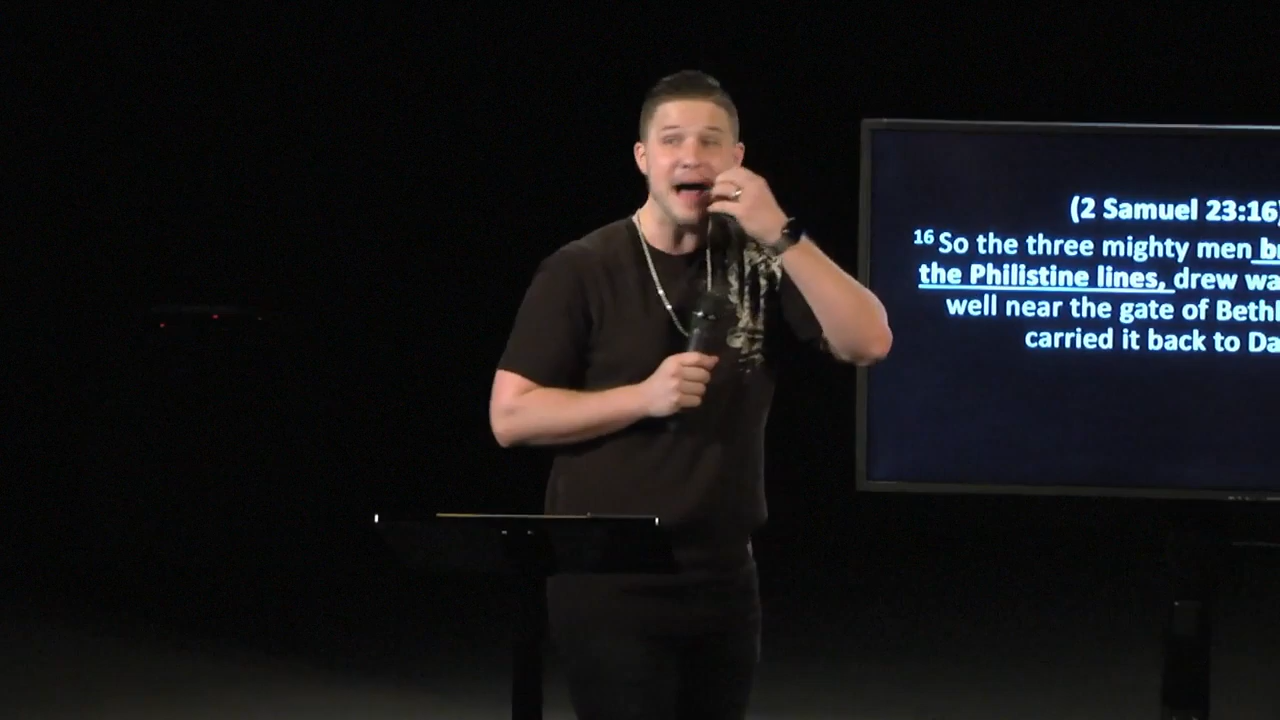 (2 Samuel 23:16)
16 So the three mighty men
the Philistine lines, drew
well near the gate of
carried it back to